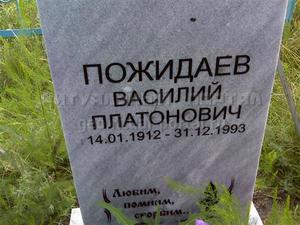 ПОЖИДАЕВ
ВАСИЛИЙ
ПЛАТОНОВИЧ
14.01.1912 - 31.12.1993
Любим,
помним,
скорбим...